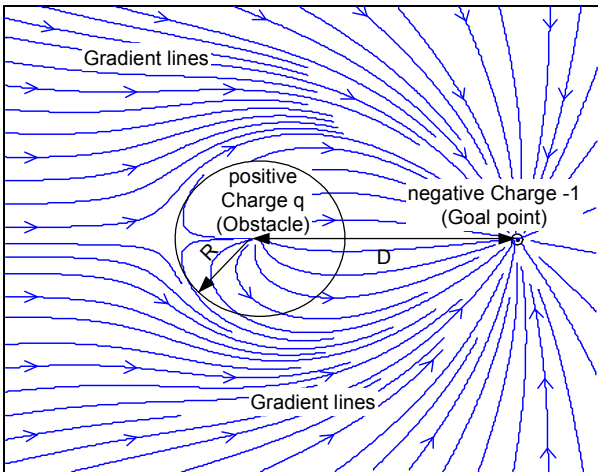 Gradient lines
positive
Charge q
(Obstacle)
negative Charge -1
(Goal point)
R
D
Gradient lines